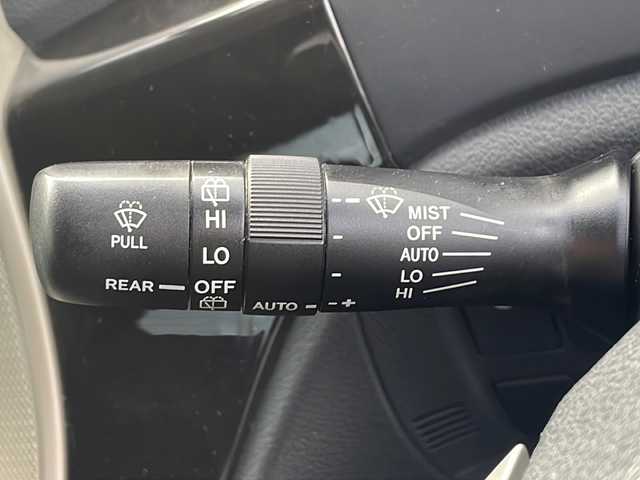 PULL
REAR
HI
LO
OFF
AUTO
- +
MIST
OFF
AUTO
LO
HI